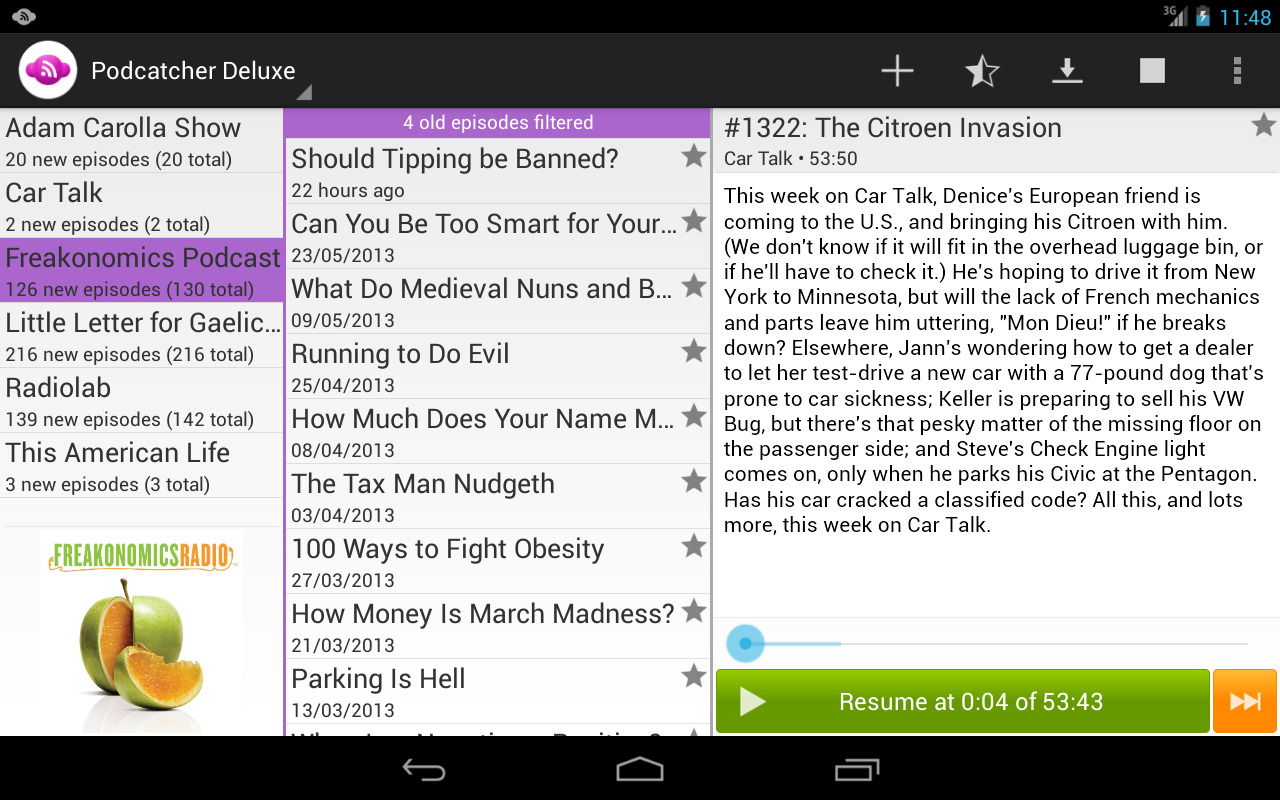 3G
11:48
Podcatcher Deluxe
Adam Carolla Show
20 new episodes (20 total)
Car Talk
2 new episodes (2 total)
Freakonomics Podcast
126 new episodes (130 total)
Little Letter for Gaelic...
216 new episodes (216 total)
Radiolab
139 new episodes (142 total)
This American Life
3 new episodes (3 total)
FREAKONOMICSRADIO
4 old episodes filtered
Should Tipping be Banned?
22 hours ago
Can You Be Too Smart for Your...
23/05/2013
What Do Medieval Nuns and B...
09/05/2013
Running to Do Evil
25/04/2013
How Much Does Your Name M...
08/04/2013
The Tax Man Nudgeth
03/04/2013
100 Ways to Fight Obesity
27/03/2013
How Money Is March Madness?
21/03/2013
Parking Is Hell
13/03/2013
#1322: The Citroen Invasion
Car Talk • 53:50
This week on Car Talk, Denice's European friend is
coming to the U.S., and bringing his Citroen with him.
(We don't know if it will fit in the overhead luggage bin, or
if he'll have to check it.) He's hoping to drive it from New
York to Minnesota, but will the lack of French mechanics
and parts leave him uttering, "Mon Dieu!" if he breaks
down? Elsewhere, Jann's wondering how to get a dealer
to let her test-drive a new car with a 77-pound dog that's
prone to car sickness; Keller is preparing to sell his VW
Bug, but there's that pesky matter of the missing floor on
the passenger side; and Steve's Check Engine light
comes on, only when he parks his Civic at the Pentagon.
Has his car cracked a classified code? All this, and lots
more, this week on Car Talk.
Resume at 0:04 of 53:43